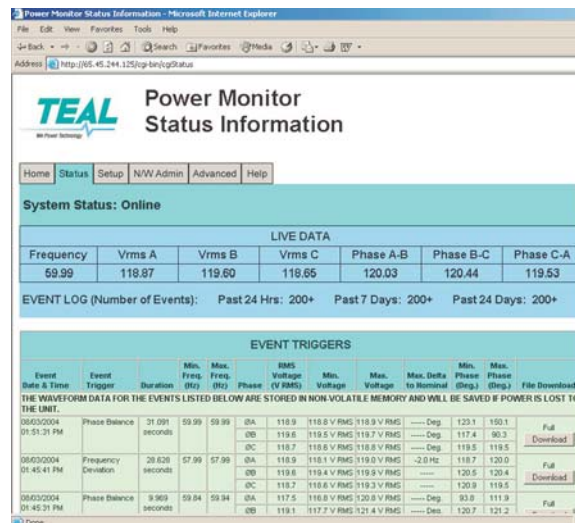 Power Monitor Status Information - Microsoft Internet Explorer
File Edit View Favorites Tools Help
Back Search Favorites Media
Address http://65.45.244.125/cgi-bin/cgiStatus
TEAL
We Power Technology
Power Monitor
Status Information
Home Status Setup N/W Admin Advanced Help
System Status: Online
LIVE DATA
Frequency Vrms A Vrms B Vrms C Phase A-B Phase B-C Phase C-A
59.99 118.87 119.60 118.65 120.03 120.44 119.53
EVENT LOG (Number of Events): Past 24 Hrs: 200+ Past 7 Days: 200+ Past 24 Days: 200+
EVENT TRIGGERS
Event Date & Time Event Trigger Duration Min. Freq. (Hz) Max. Freq. (Hz) Phase RMS Voltage (V RMS) Min. Voltage Max. Voltage Max. Delta to Nominal Min. Phase (Deg.) Max. Phase (Deg.) File Download
THE WAVEFORM DATA FOR THE EVENTS LISTED BELOW ARE STORED IN NON-VOLATILE MEMORY AND WILL BE SAVED IF POWER IS LOST TO
THE UNIT.
08/03/2004 Phase Balance 31.091 59.99 59.99 ØA 118.9 118.8 V RMS 118.9 V RMS ----- Deg. 123.1 150.1 Full
01:51:31 PM seconds ØB 119.6 119.5 V RMS 119.7 V RMS ----- Deg. 117.4 90.3 Download
ØC 118.7 118.6 V RMS 118.8 V RMS ----- Deg. 119.5 119.5
08/03/2004 Frequency 28.628 57.99 57.99 ØA 118.9 118.1 V RMS 119.0 V RMS -2.0 Hz 118.7 120.0 Full
01:45:41 PM Deviation seconds ØB 119.6 119.4 V RMS 119.9 V RMS ----- 120.5 120.4 Download
ØC 118.7 118.6 V RMS 119.3 V RMS ----- 120.9 119.5
08/03/2004 Phase Balance 9.969 59.84 59.94 ØA 117.5 116.8 V RMS 120.8 V RMS ----- Deg. 93.8 111.9 Full
01:45:31 PM seconds ØB 119.1 117.7 V RMS 121.4 V RMS ----- Deg. 120.7 121.2
Done